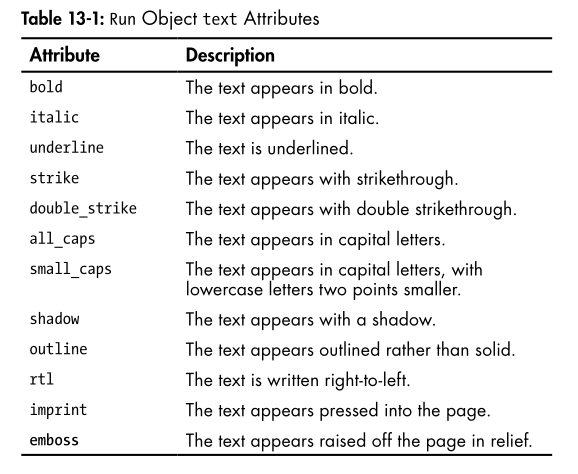 Table 13-1: Run Object text Attributes
Attribute Description
bold The text appears in bold.
italic The text appears in italic.
underline The text is underlined.
strike The text appears with strikethrough.
double_strike The text appears with double strikethrough.
all_caps The text appears in capital letters.
small_caps The text appears in capital letters, with
lowercase letters two points smaller.
shadow The text appears with a shadow.
outline The text appears outlined rather than solid.
rtl The text is written right-to-left.
imprint The text appears pressed into the page.
emboss The text appears raised off the page in relief.